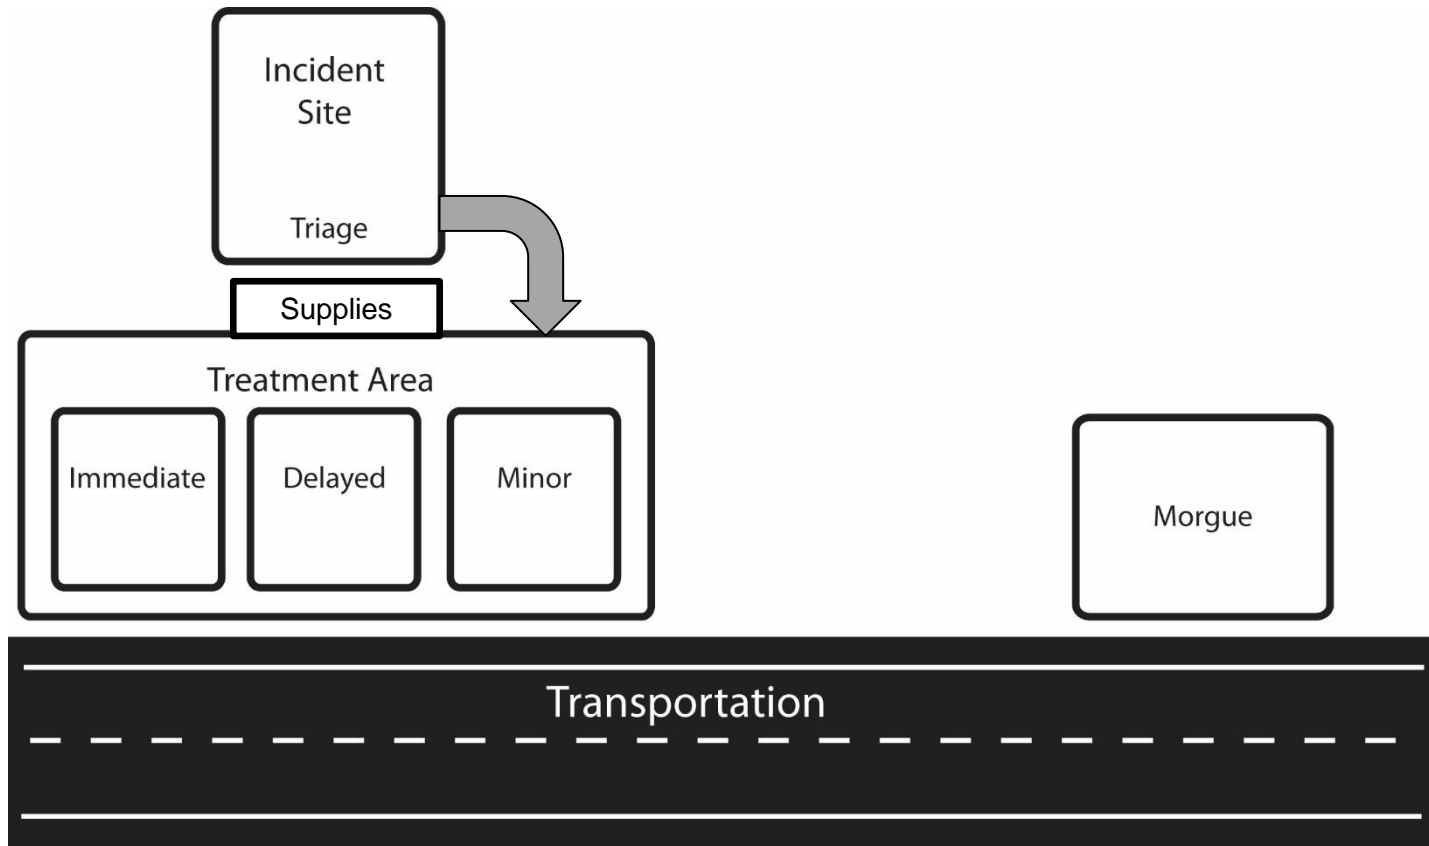 Incident
Site
Triage
Supplies
Treatment Area
Immediate
Delayed
Minor
Morgue
Transportation